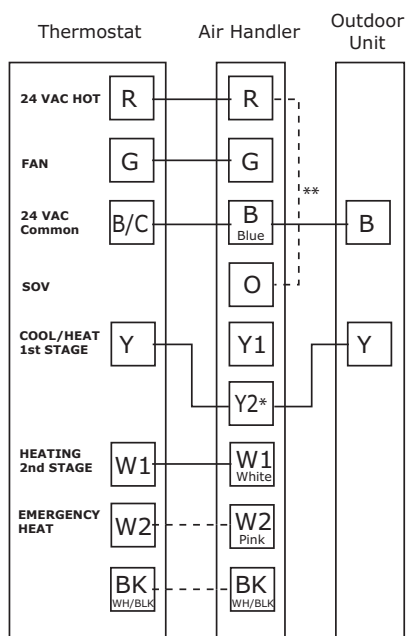 Thermostat Air Handler Outdoor
Unit
24 VAC HOT R R
**
FAN G G
24 VAC
Common B/C B
Blue B
SOV O
COOL/HEAT
1st STAGE Y Y1 Y
Y2*
HEATING
2nd STAGE W1 W1
White
EMERGENCY
HEAT W2 W2
Pink
BK BK
WH/BLK WH/BLK